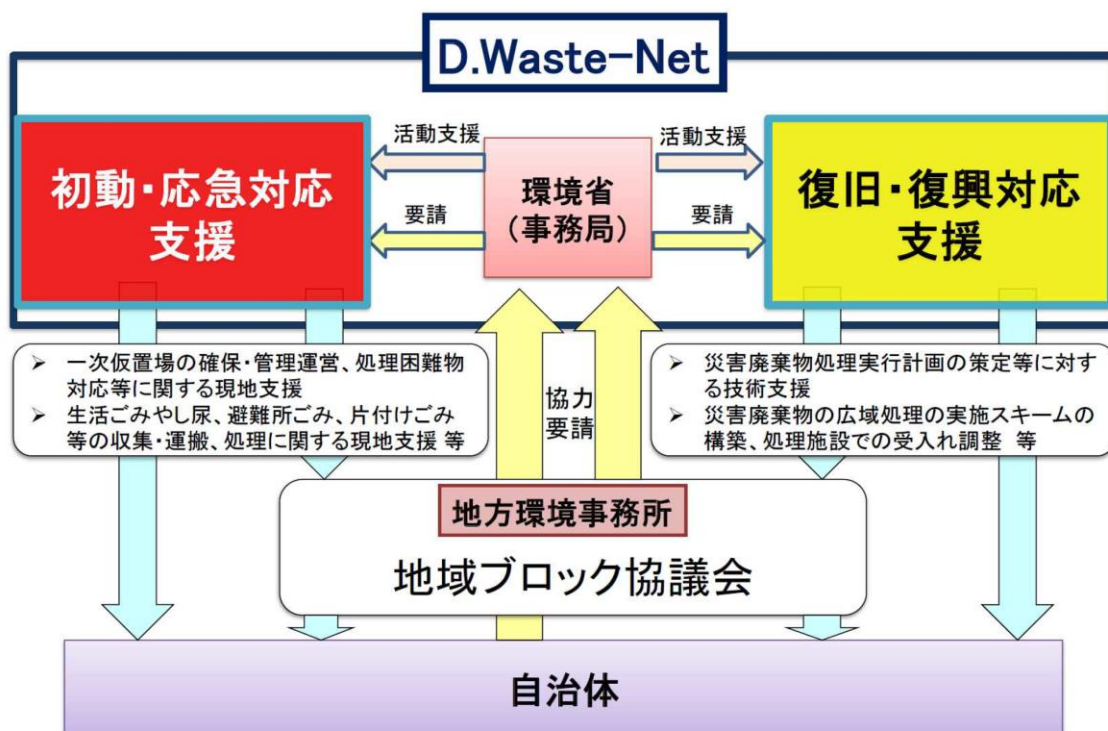 D.Waste-Net
初動・応急対応
支援
活動支援
要請
環境省
（事務局）
活動支援
要請
復旧・復興対応
支援
➢ 一次仮置場の確保・管理運営、処理困難物
対応等に関する現地支援
➢ 生活ごみやし尿、避難所ごみ、片付けごみ
等の収集・運搬、処理に関する現地支援 等
協力
要請
➢ 災害廃棄物処理実行計画の策定等に対す
る技術支援
➢ 災害廃棄物の広域処理の実施スキームの
構築、処理施設での受入れ調整 等
地方環境事務所
地域ブロック協議会
自治体